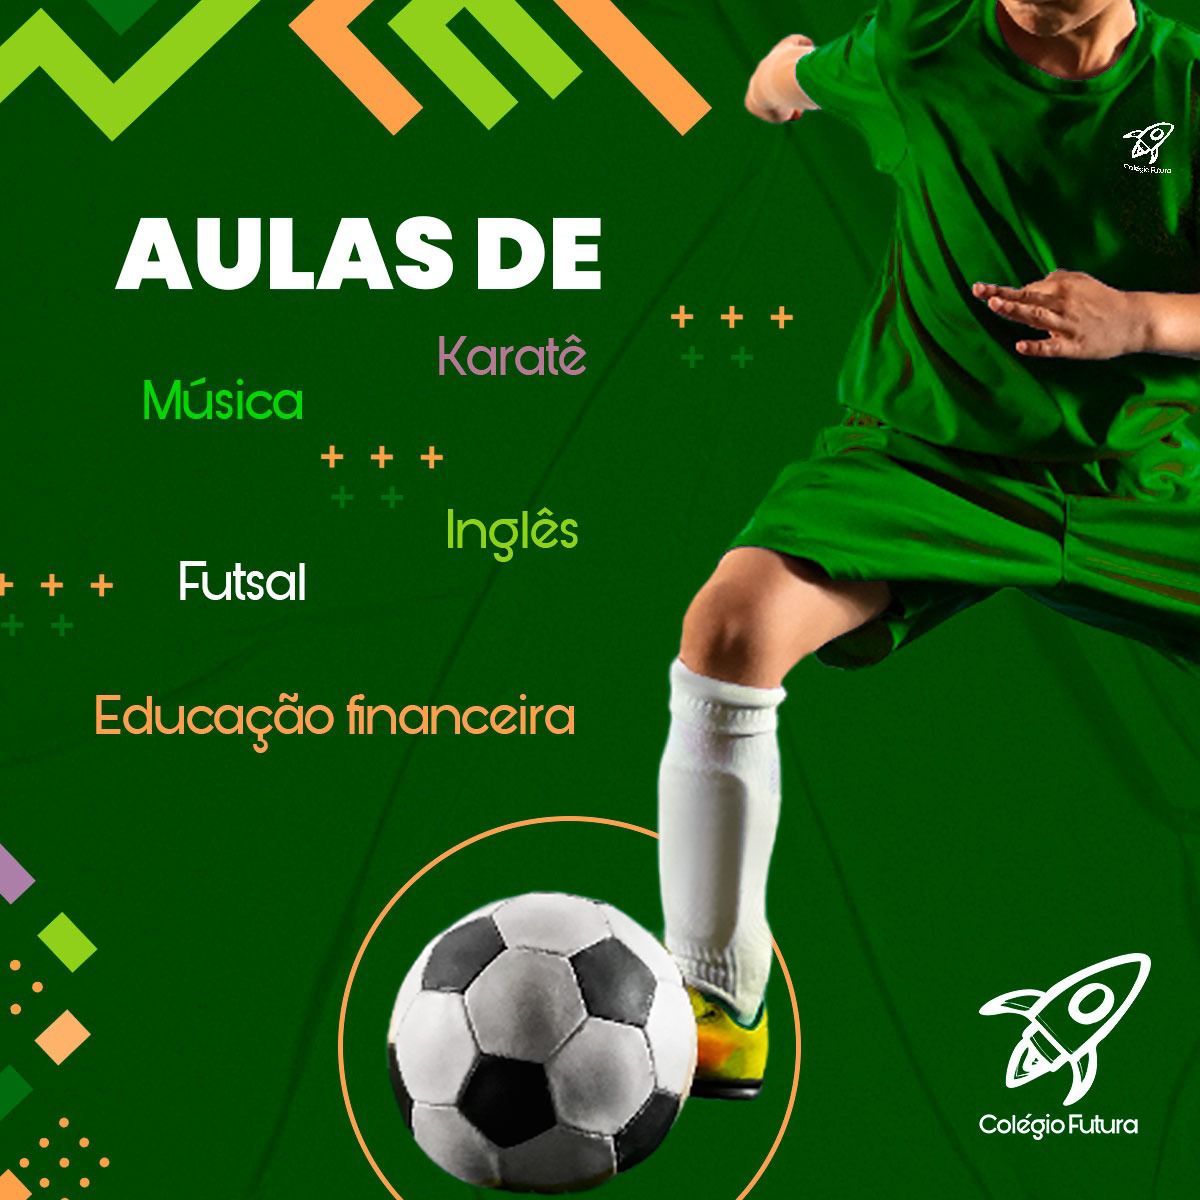 AULAS DE
Karatê
Música
Inglês
Futsal
Educação financeira
Colégio Futura
Colégio Futura